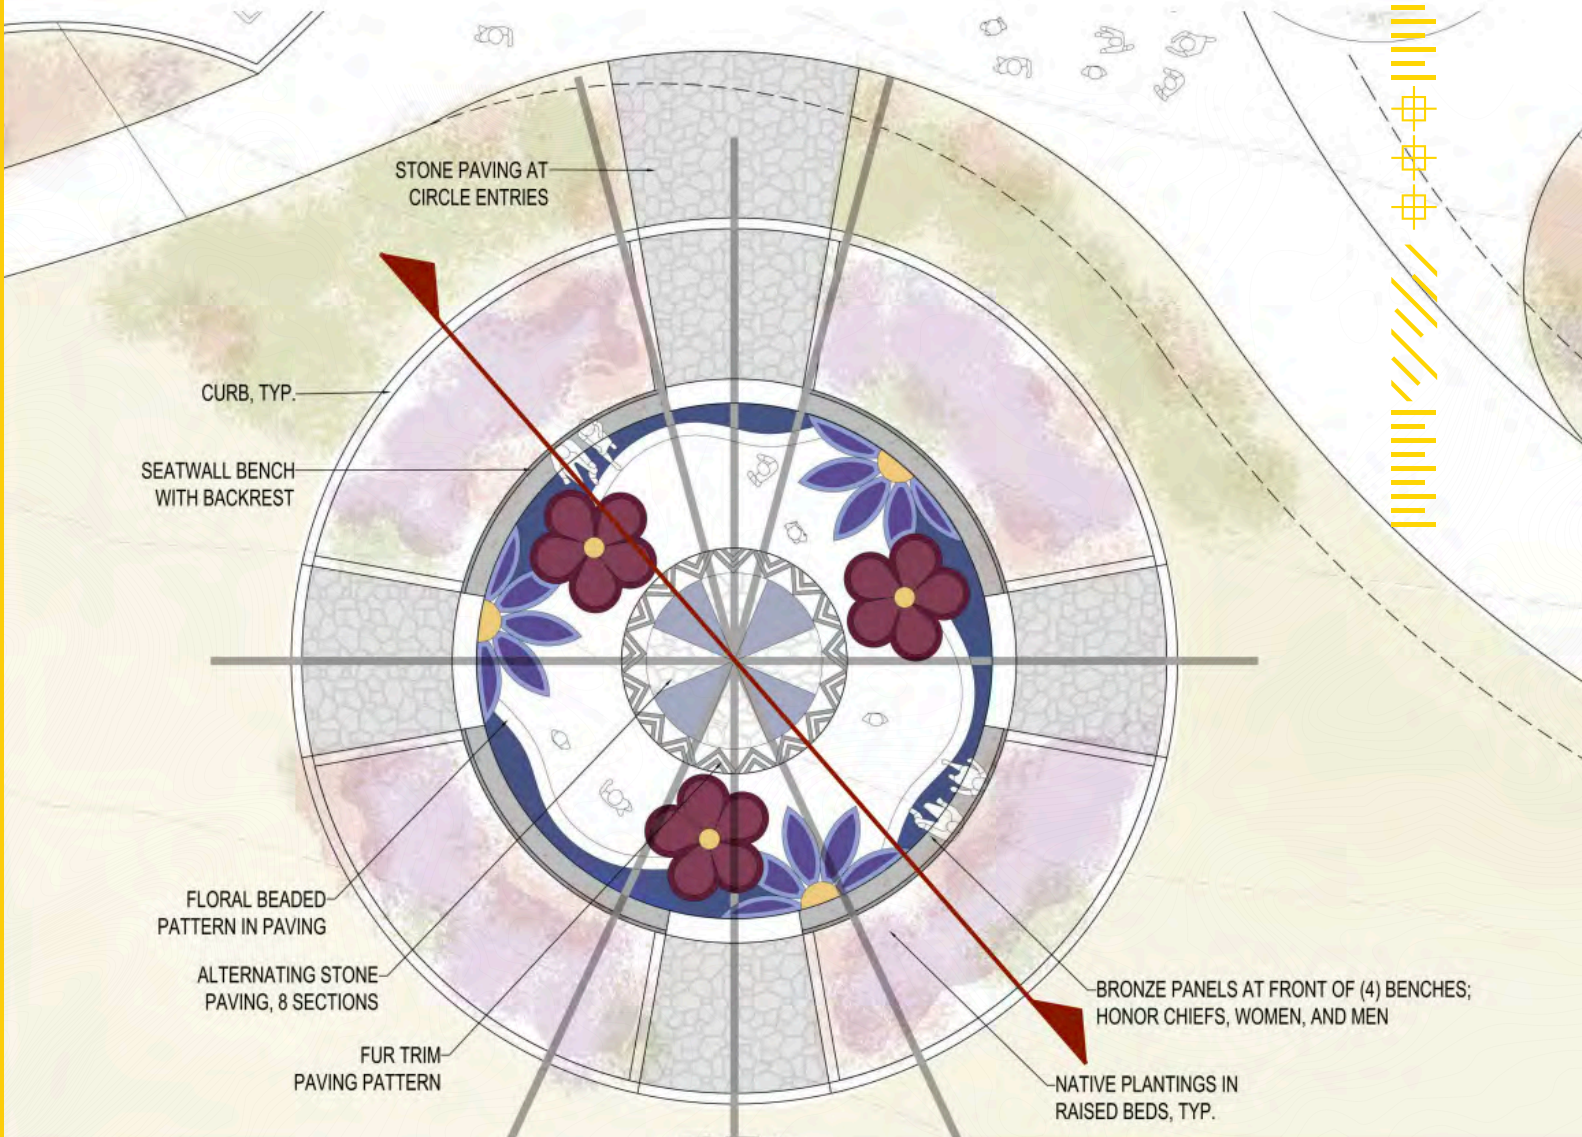 STONE PAVING AT
CIRCLE ENTRIES
CURB, TYP.
SEATWALL BENCH
WITH BACKREST
FLORAL BEADED
PATTERN IN PAVING
ALTERNATING STONE
PAVING, 8 SECTIONS
FUR TRIM
PAVING PATTERN
BRONZE PANELS AT FRONT OF (4) BENCHES;
HONOR CHIEFS, WOMEN, AND MEN
NATIVE PLANTINGS IN
RAISED BEDS, TYP.